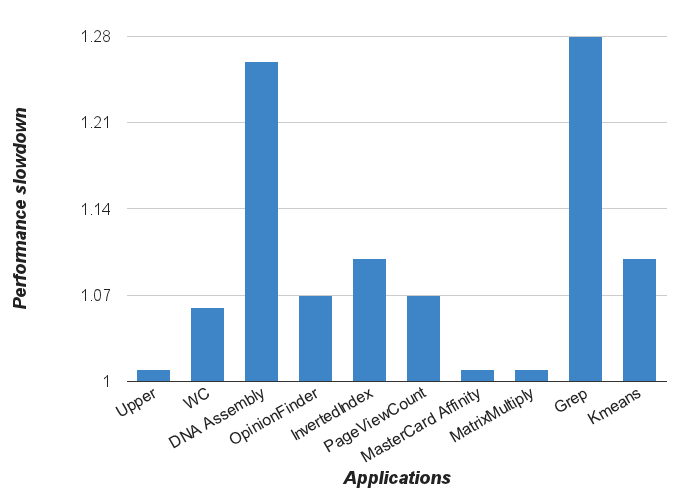 1.28
1.21
1.14
1.07
1
Performance slowdown
Upper
WC
DNA Assembly
OpinionFinder
InvertedIndex
PageViewCount
MasterCard Affinity
MatrixMultiply
Grep
Kmeans
Applications